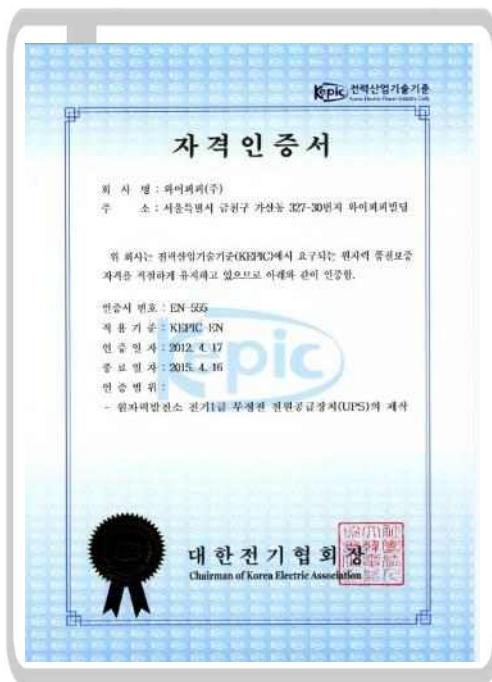 kepic 전력산업기술기준
Korea Electric Power Industry Code
자격인증서
회 사 명 : 와이피피(주)
주 소 : 서울특별시 금천구 가산동 327-30번지 와이피피빌딩
위 회사는 전력산업기술기준(KEPIC)에서 요구되는 원자력 품질보증
자격을 적절하게 유지하고 있으므로 아래와 같이 인증함.
인증서 번호 : EN-555
적 용 기 준 : KEPIC-EN
인 증 일 자 : 2012. 4. 17
종 료 일 자 : 2015. 4. 16
인 증 범 위 :
- 원자력발전소 전기1급 무정전 전원공급장치(UPS)의 제작
kepic
대한전기협회장
Chairman of Korea Electric Association